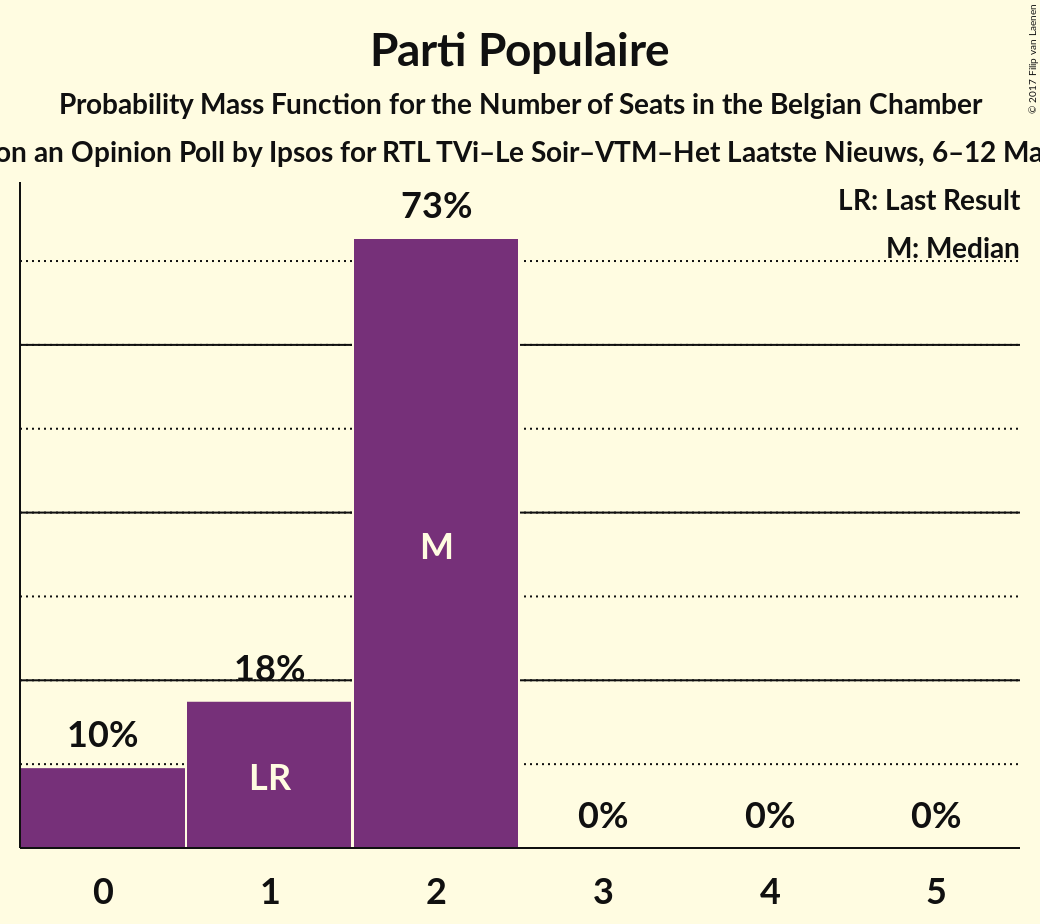 Parti Populaire
Probability Mass Function for the Number of Seats in the Belgian Chamber
on an Opinion Poll by Ipsos for RTL TVi–Le Soir–VTM–Het Laatste Nieuws, 6–12 Ma
© 2017 Filip van Laenen
LR: Last Result
M: Median
73%
M
18%
LR
10%
0% 0% 0%
0 1 2 3 4 5